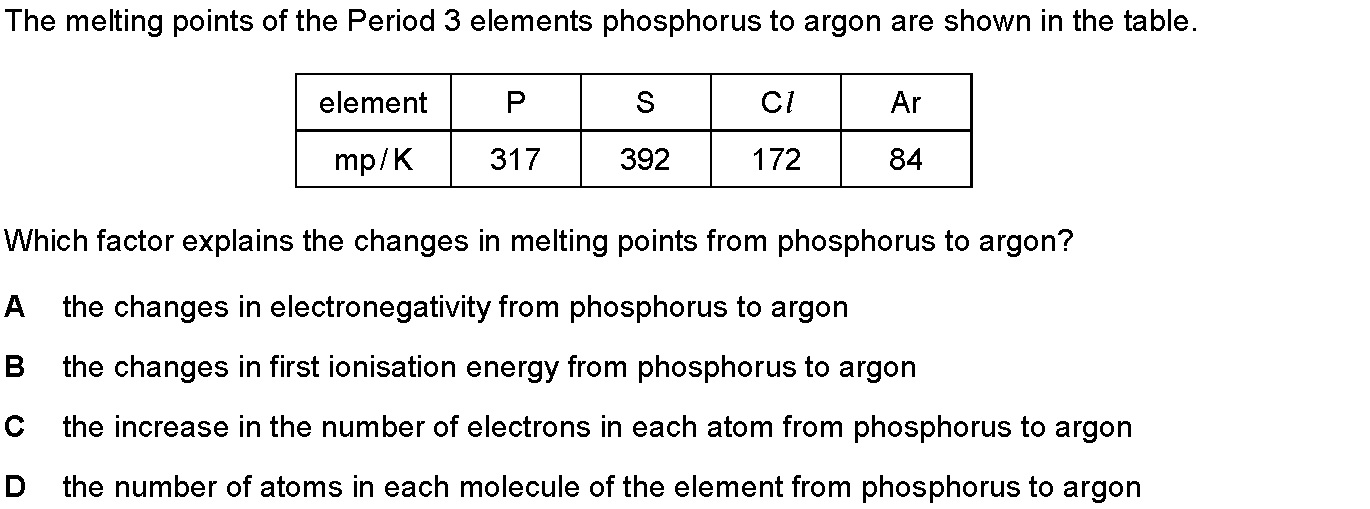 The melting points of the Period 3 elements phosphorus to argon are shown in the table.
element P S Cl Ar
mp/K 317 392 172 84
Which factor explains the changes in melting points from phosphorus to argon?
A the changes in electronegativity from phosphorus to argon
B the changes in first ionisation energy from phosphorus to argon
C the increase in the number of electrons in each atom from phosphorus to argon
D the number of atoms in each molecule of the element from phosphorus to argon